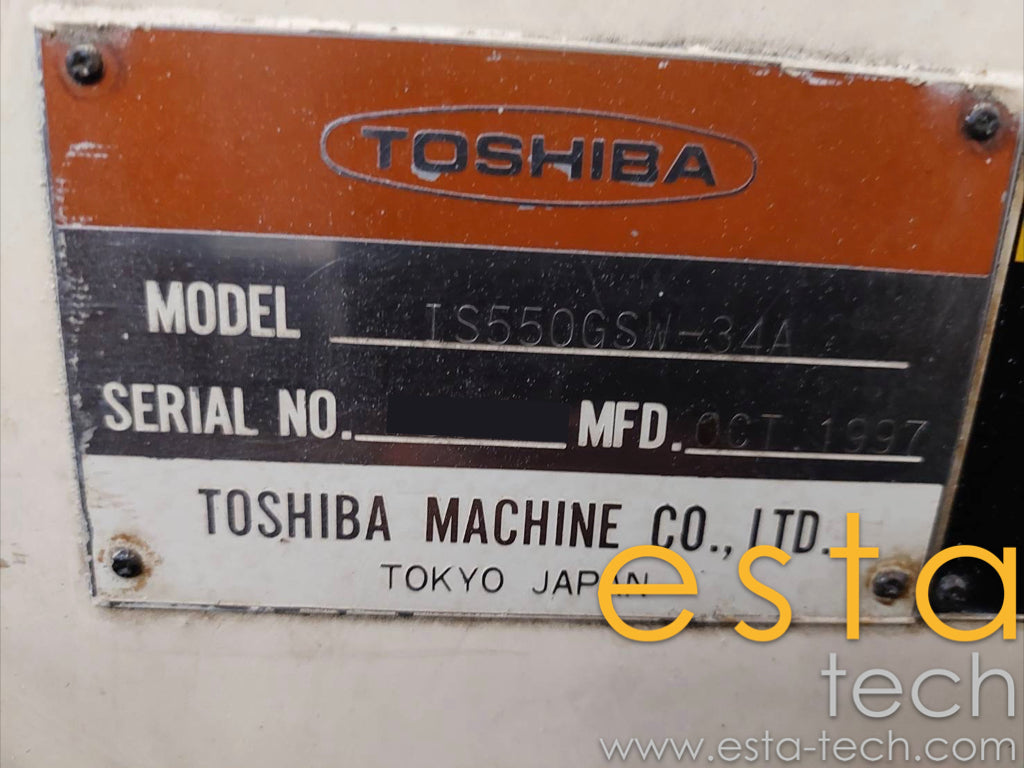 TOSHIBA
MODEL IS550GSW-34A
SERIAL NO. MFD. OCT 1997
TOSHIBA MACHINE CO., LTD.
TOKYO JAPAN
esta
tech
www.esta-tech.com